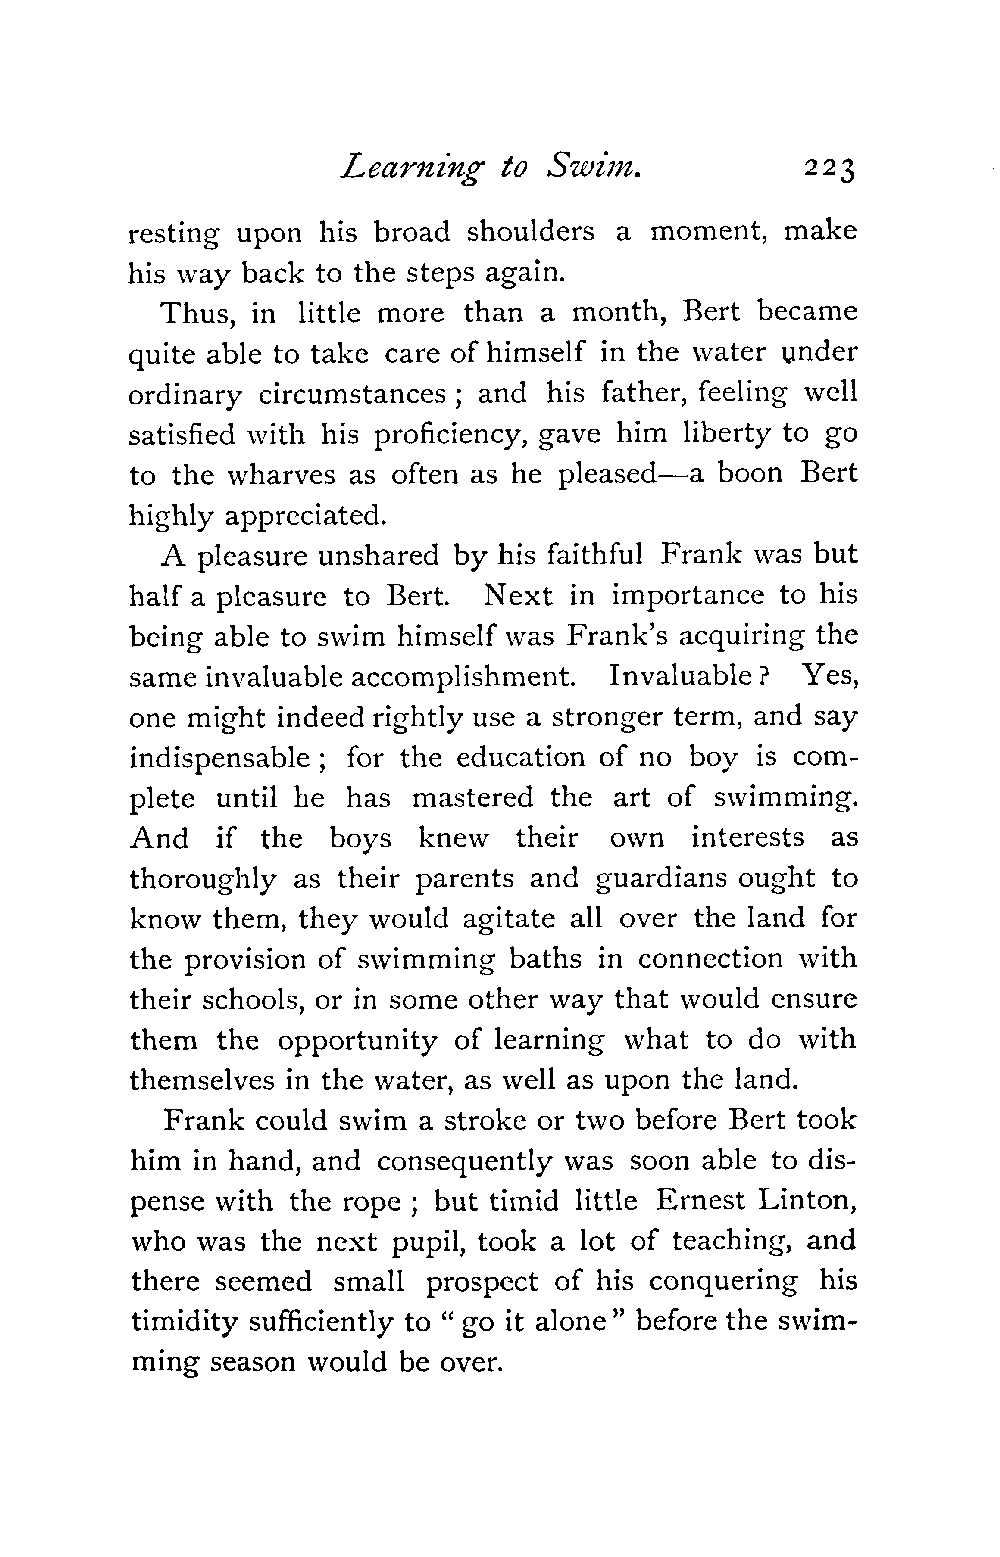 Learning to Swim. 223
resting upon his broad shoulders a moment, make
his way back to the steps again.
Thus, in little more than a month, Bert became
quite able to take care of himself in the water under
ordinary circumstances ; and his father, feeling well
satisfied with his proficiency, gave him liberty to go
to the wharves as often as he pleased—a boon Bert
highly appreciated.
A pleasure unshared by his faithful Frank was but
half a pleasure to Bert. Next in importance to his
being able to swim himself was Frank’s acquiring the
same invaluable accomplishment. Invaluable ? Yes,
one might indeed rightly use a stronger term, and say
indispensable ; for the education of no boy is com-
plete until he has mastered the art of swimming.
And if the boys knew their own interests as
thoroughly as their parents and guardians ought to
know them, they would agitate all over the land for
the provision of swimming baths in connection with
their schools, or in some other way that would ensure
them the opportunity of learning what to do with
themselves in the water, as well as upon the land.
Frank could swim a stroke or two before Bert took
him in hand, and consequently was soon able to dis-
pense with the rope ; but timid little Ernest Linton,
who was the next pupil, took a lot of teaching, and
there seemed small prospect of his conquering his
timidity sufficiently to “ go it alone ” before the swim-
ming season would be over.